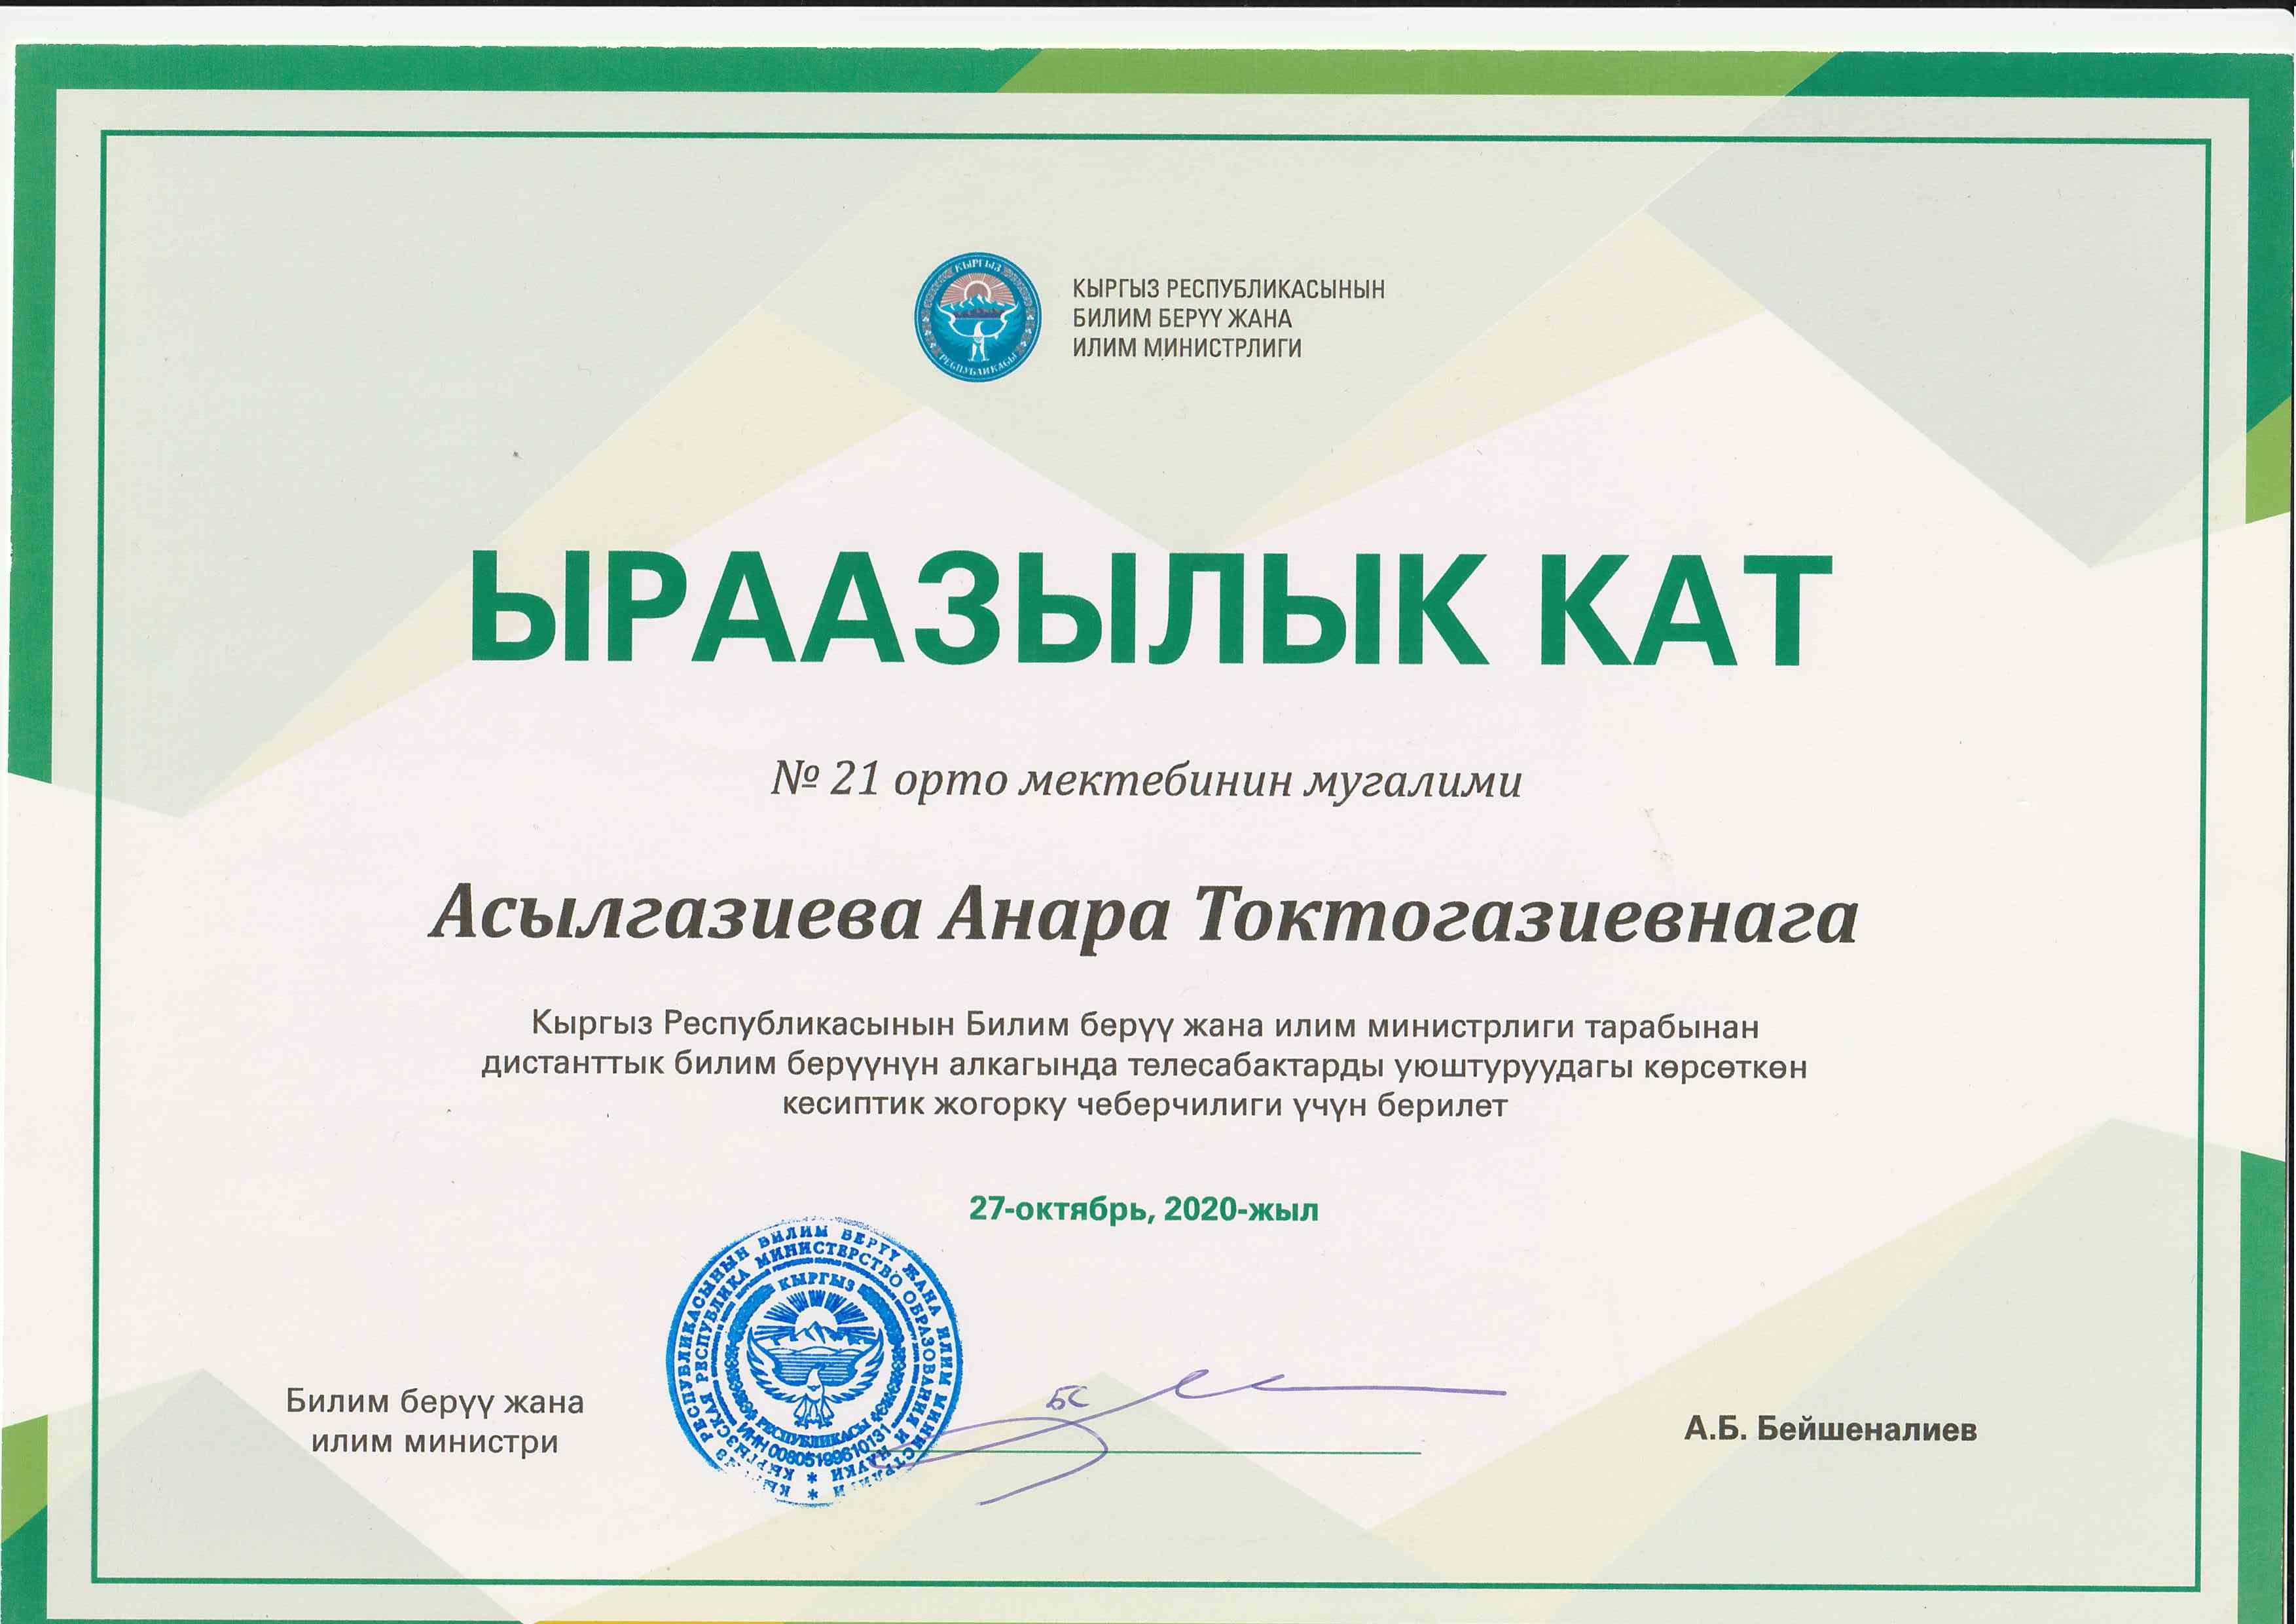 КЫРГЫЗ РЕСПУБЛИКАСЫНЫН
БИЛИМ БЕРҮҮ ЖАНА
ИЛИМ МИНИСТРЛИГИ
КЫРГЫЗ
РЕСПУБЛИКАСЫ
ЫРААЗЫЛЫК КАТ
№ 21 орто мектебинин мугалими
Асылгазиева Анара Токтогазиевнага
Кыргыз Республикасынын Билим берүү жана илим министрлиги тарабынан
дистанттык билим берүүнүн алкагында телесабактарды уюштуруудагы көрсөткөн
кесиптик жогорку чеберчилиги үчүн берилет
27-октябрь, 2020-жыл
Билим берүү жана
илим министри
РЕСПУБЛИКАСЫНЫН БИЛИМ БЕРҮҮ ЖАНА ИЛИМ
КЫРГЫЗСКАЯ РЕСПУБЛИКА МИНИСТЕРСТВО ОБРАЗОВАНИЯ И НАУКИ
КЫРГЫЗ
РЕСПУБЛИКАСЫ
ИНН 00805199610131
БС
А.Б. Бейшеналиев